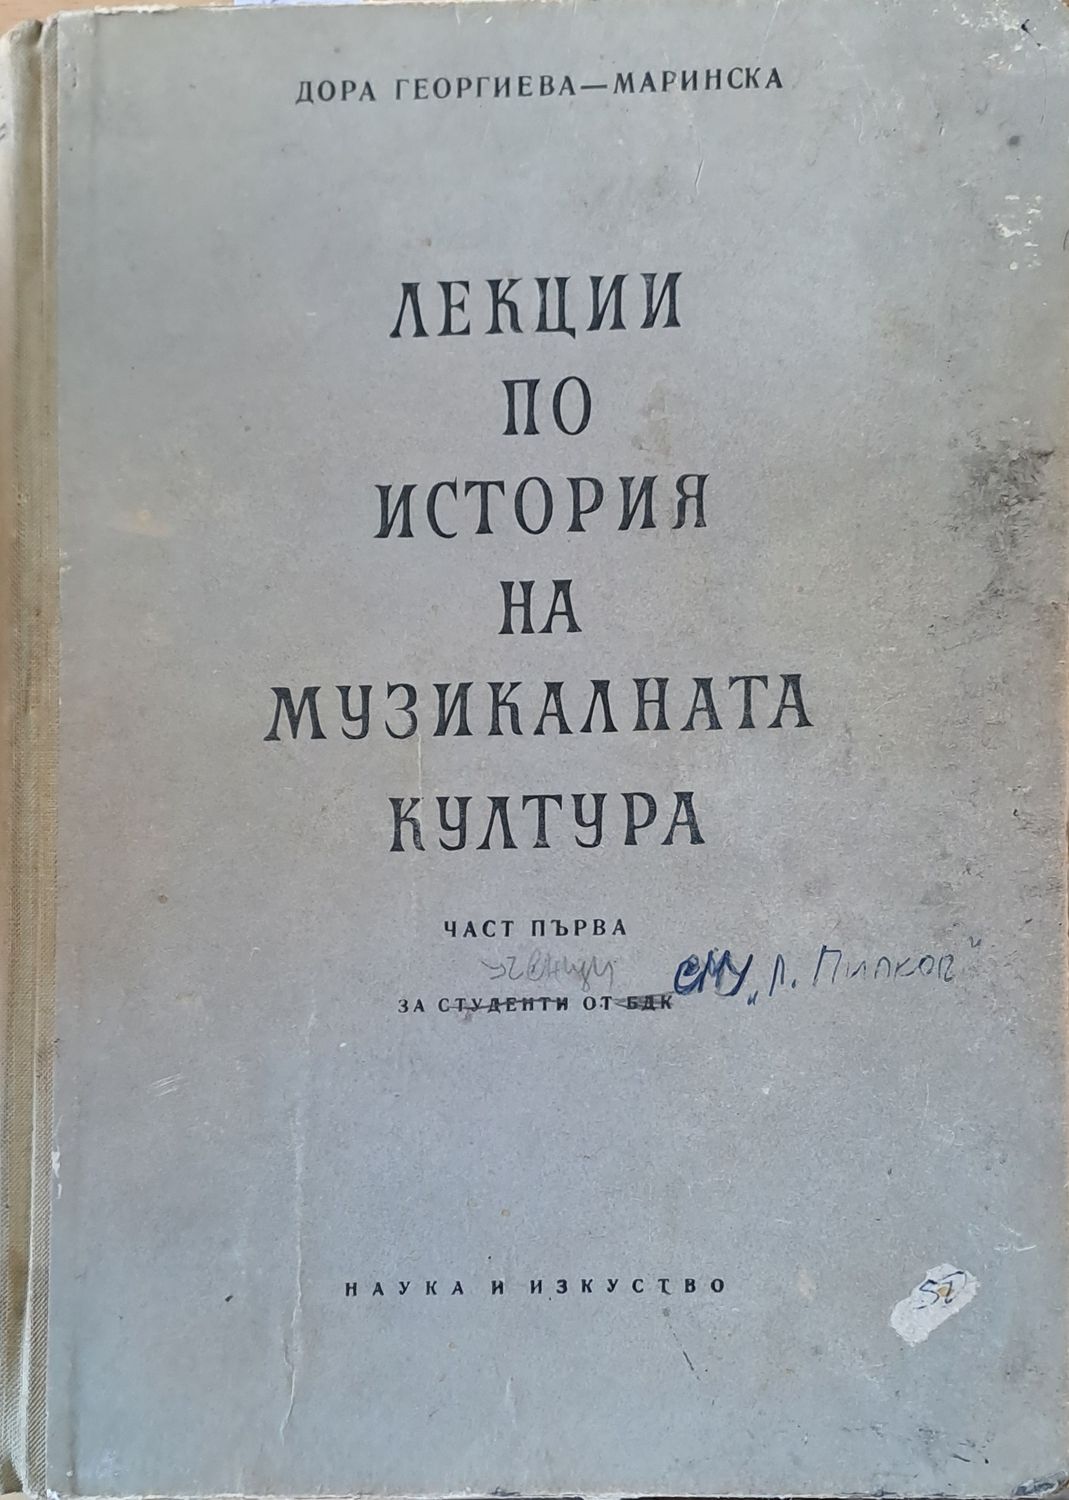 ДОРА ГЕОРГИЕВА—МАРИНСКА
ЛЕКЦИИ
ПО
ИСТОРИЯ
НА
МУЗИКАЛНАТА
КУЛТУРА
ЧАСТ ПЪРВА
ученици СМУ „Л. Пипков"
ЗА СТУДЕНТИ ОТ БДК
НАУКА И ИЗКУСТВО